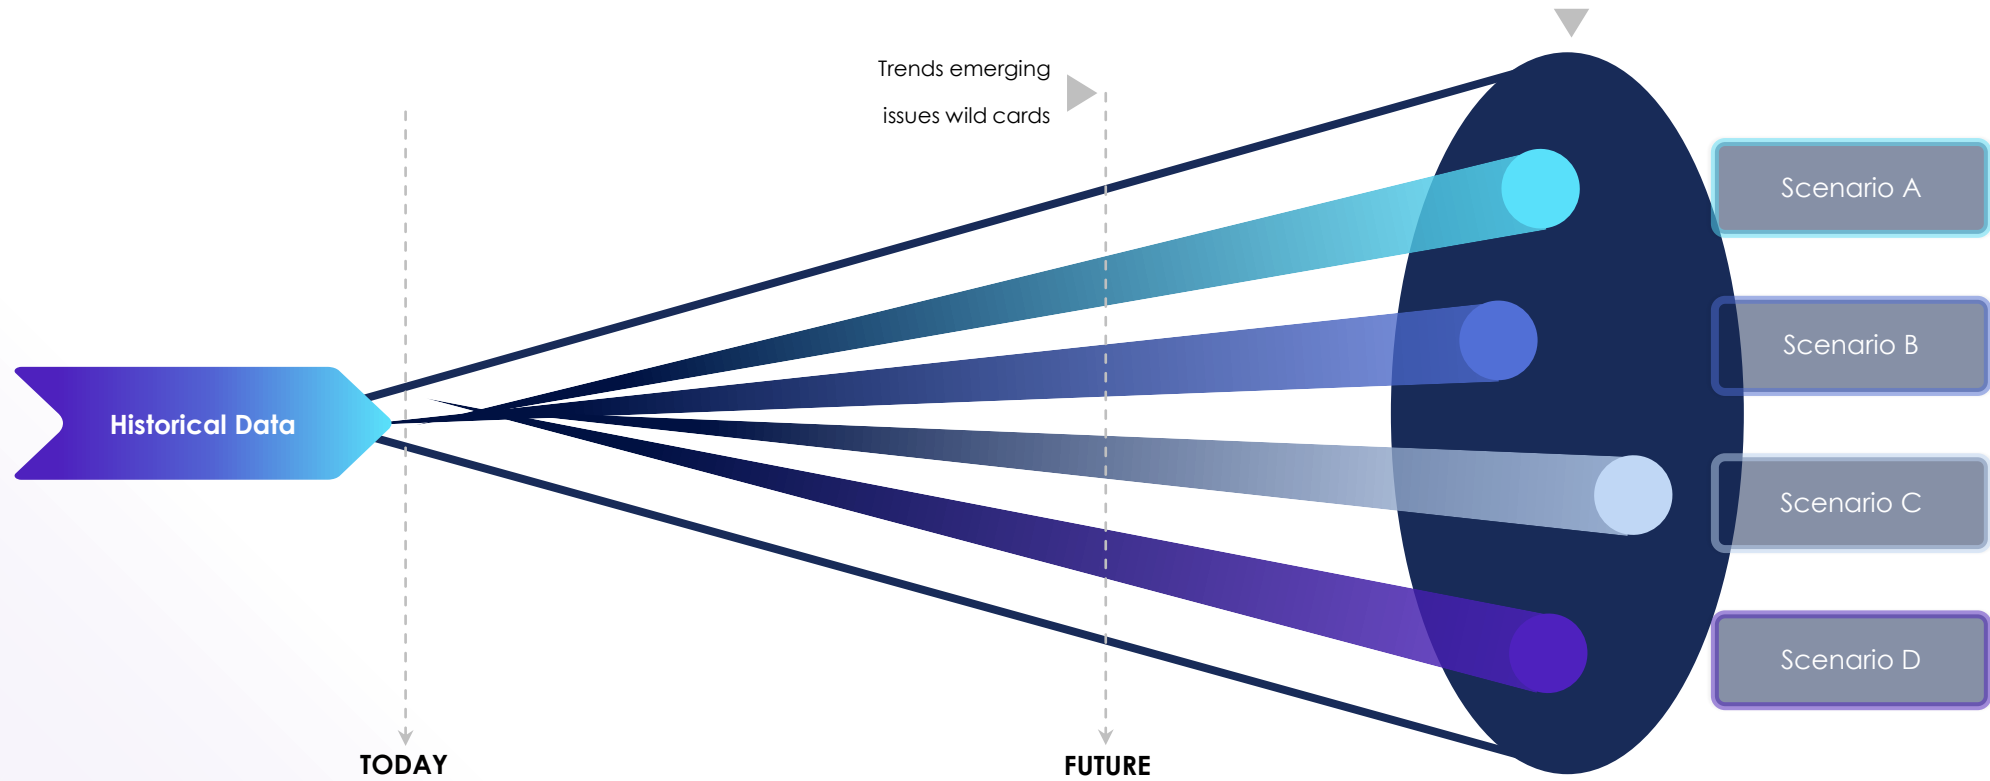 Trends emerging
issues wild cards
Historical Data
Scenario A
Scenario B
Scenario C
Scenario D
TODAY
FUTURE